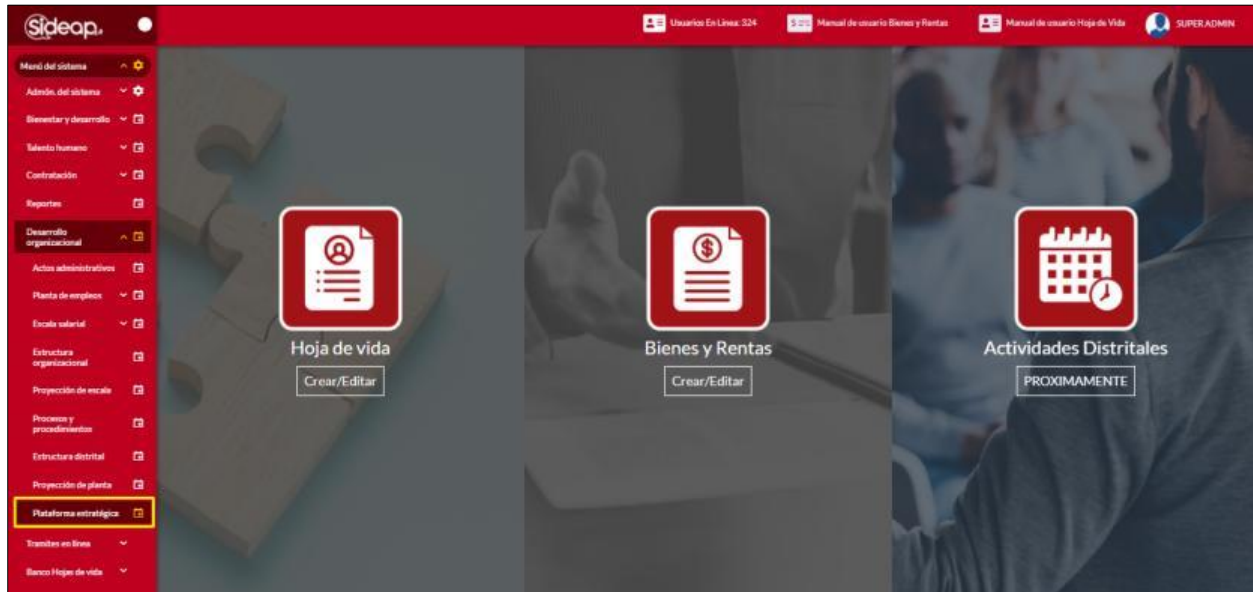 Sideap
Usuarios En Línea: 324
Manual de usuario Bienes y Rentas
Manual de usuario Hoja de Vida
SUPER ADMIN
Menú del sistema
Admón. del sistema
Bienestar y desarrollo
Talento humano
Contratación
Reportes
Desarrollo
organizacional
Actos administrativos
Planta de empleos
Escala salarial
Estructura
organizacional
Proyección de escala
Procesos y
procedimientos
Estructura distrital
Proyección de planta
Plataforma estratégica
Tramites en línea
Banco Hojas de vida
Hoja de vida
Crear/Editar
Bienes y Rentas
Crear/Editar
Actividades Distritales
PROXIMAMENTE